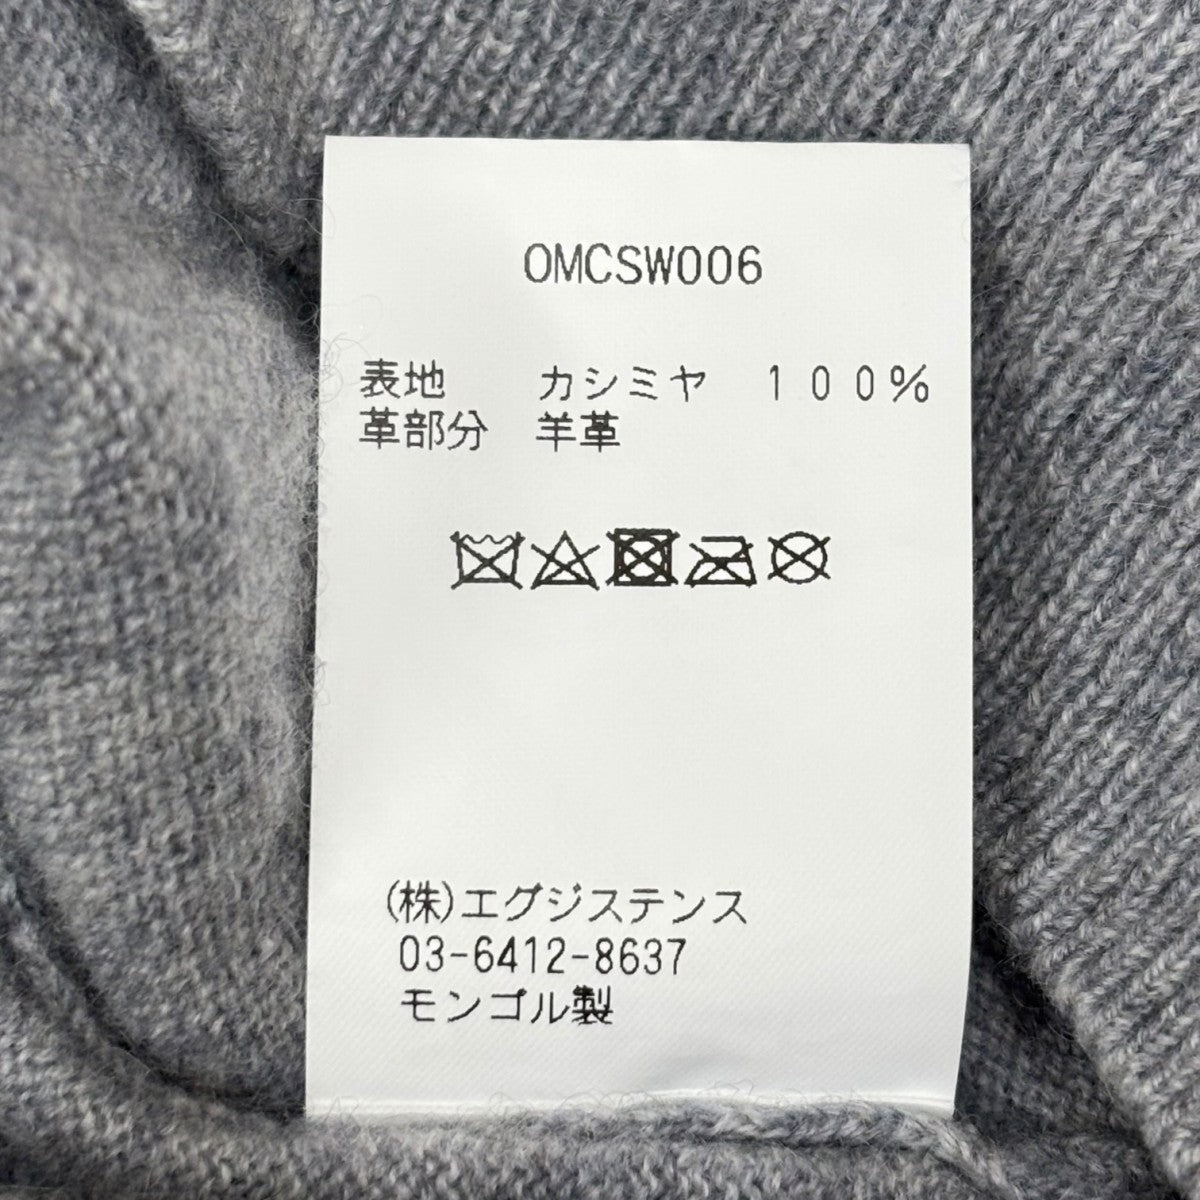 OMCSW006
表地 カシミヤ 100%
革部分 羊革
(株)エグジステンス
03-6412-8637
モンゴル製